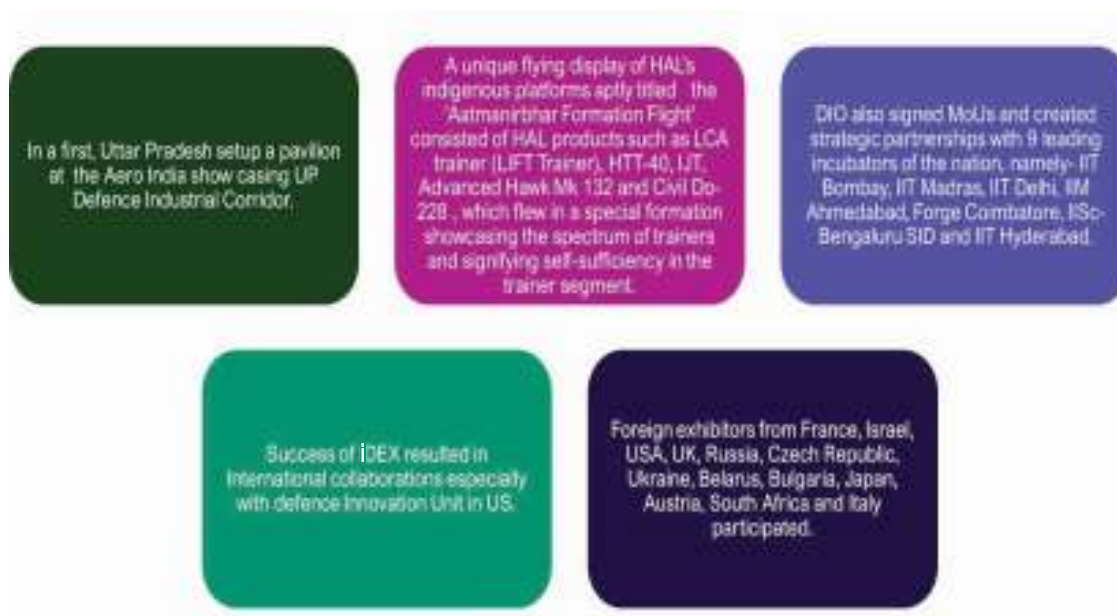 In a first, Uttar Pradesh setup a pavilion
at the Aero India show casing UP
Defence Industrial Corridor.
A unique flying display of HAL's
indigenous platforms aptly titled the
'Aatmanirbhar Formation Flight'
consisted of HAL products such as LCA
trainer (LIFT Trainer), HTT-40, IJT,
Advanced Hawk Mk 132 and Civil Do-
228 , which flew in a special formation
showcasing the spectrum of trainers
and signifying self-sufficiency in the
trainer segment.
DIO also signed MoUs and created
strategic partnerships with 9 leading
incubators of the nation, namely- IIT
Bombay, IIT Madras, IIT Delhi, IIM
Ahmedabad, Forge Coimbatore, IISc-
Bengaluru SID and IIT Hyderabad.
Success of iDEX resulted in
International collaborations especially
with defence Innovation Unit in US.
Foreign exhibitors from France, Israel,
USA, UK, Russia, Czech Republic,
Ukraine, Belarus, Bulgaria, Japan,
Austria, South Africa and Italy
participated.